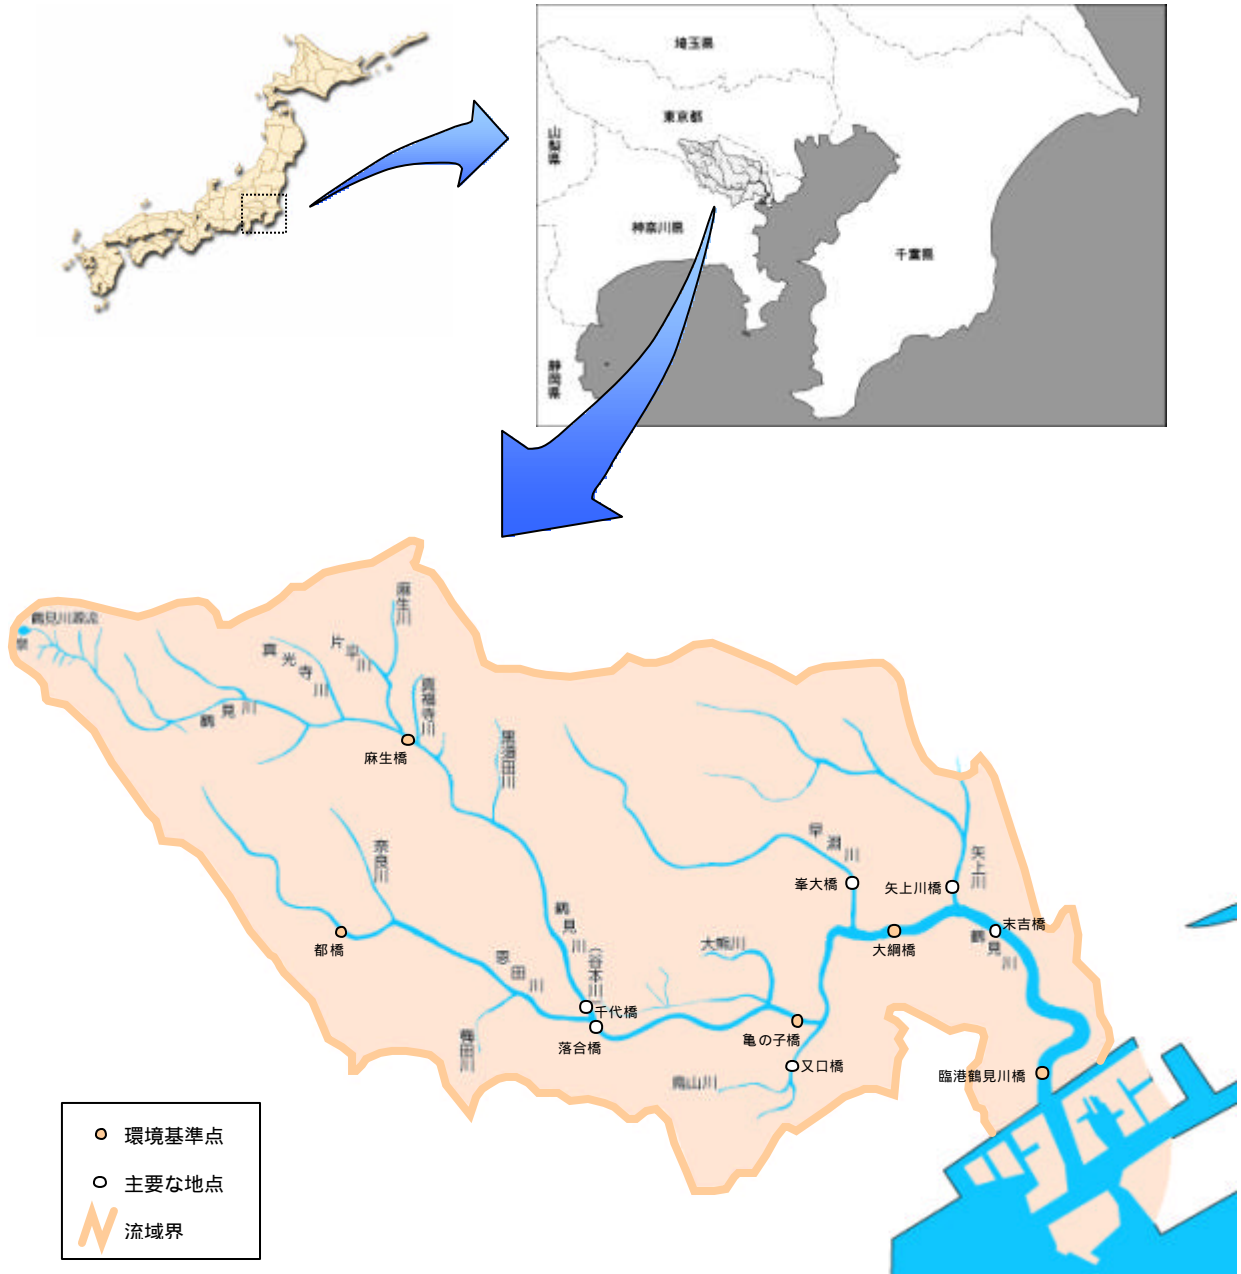 埼玉県
東京都
山梨県
神奈川県
千葉県
静岡県
鶴見川源流
麻生川
片平川
真光寺川
真福寺川
鶴見川
麻生橋
黒須田川
奈良川
早淵川
矢上川
峯大橋
矢上川橋
末吉橋
鶴見川
都橋
恩田川
鶴見川
(谷本川)
大熊川
大綱橋
千代橋
落合橋
亀の子橋
梅田川
又口橋
鳥山川
臨港鶴見川橋
環境基準点
主要な地点
流域界